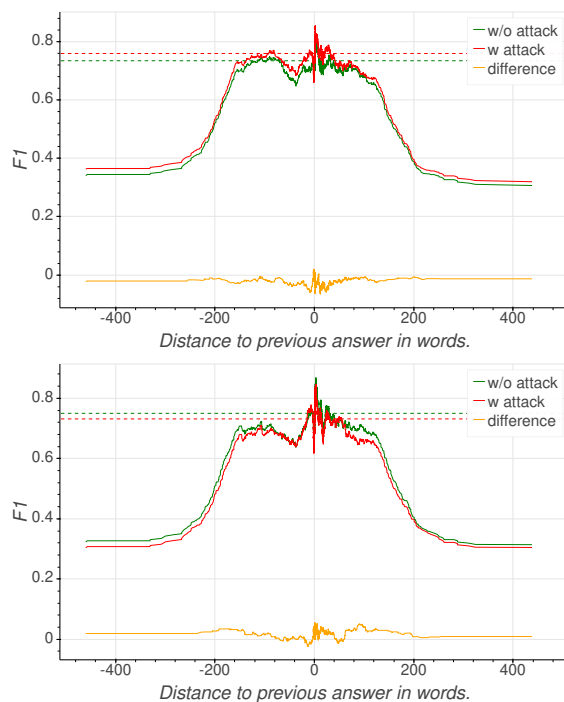 0.8
0.6
0.4
0.2
0
F1
w/o attack
w attack
difference
-400 -200 0 200 400
Distance to previous answer in words.
0.8
0.6
0.4
0.2
0
F1
w/o attack
w attack
difference
-400 -200 0 200 400
Distance to previous answer in words.